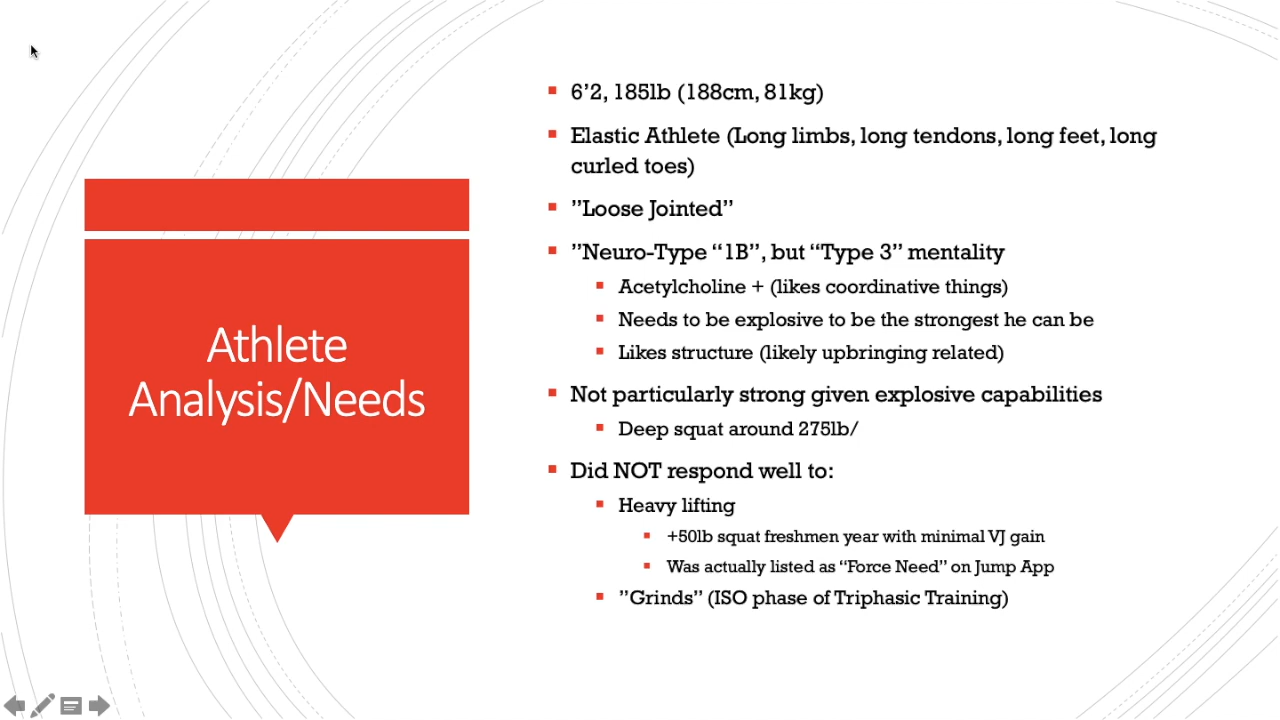 Athlete
Analysis/Needs
6’2, 185lb (188cm, 81kg)
Elastic Athlete (Long limbs, long tendons, long feet, long
curled toes)
”Loose Jointed”
”Neuro-Type “1B”, but “Type 3” mentality
Acetylcholine + (likes coordinative things)
Needs to be explosive to be the strongest he can be
Likes structure (likely upbringing related)
Not particularly strong given explosive capabilities
Deep squat around 275lb/
Did NOT respond well to:
Heavy lifting
+50lb squat freshmen year with minimal VJ gain
Was actually listed as “Force Need” on Jump App
”Grinds” (ISO phase of Triphasic Training)